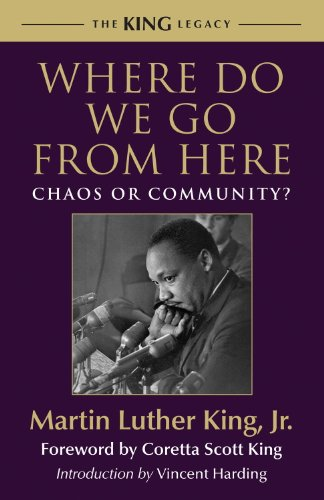 THE KING LEGACY
WHERE DO
WE GO
FROM HERE
CHAOS OR COMMUNITY?
Martin Luther King, Jr.
Foreword by Coretta Scott King
Introduction by Vincent Harding